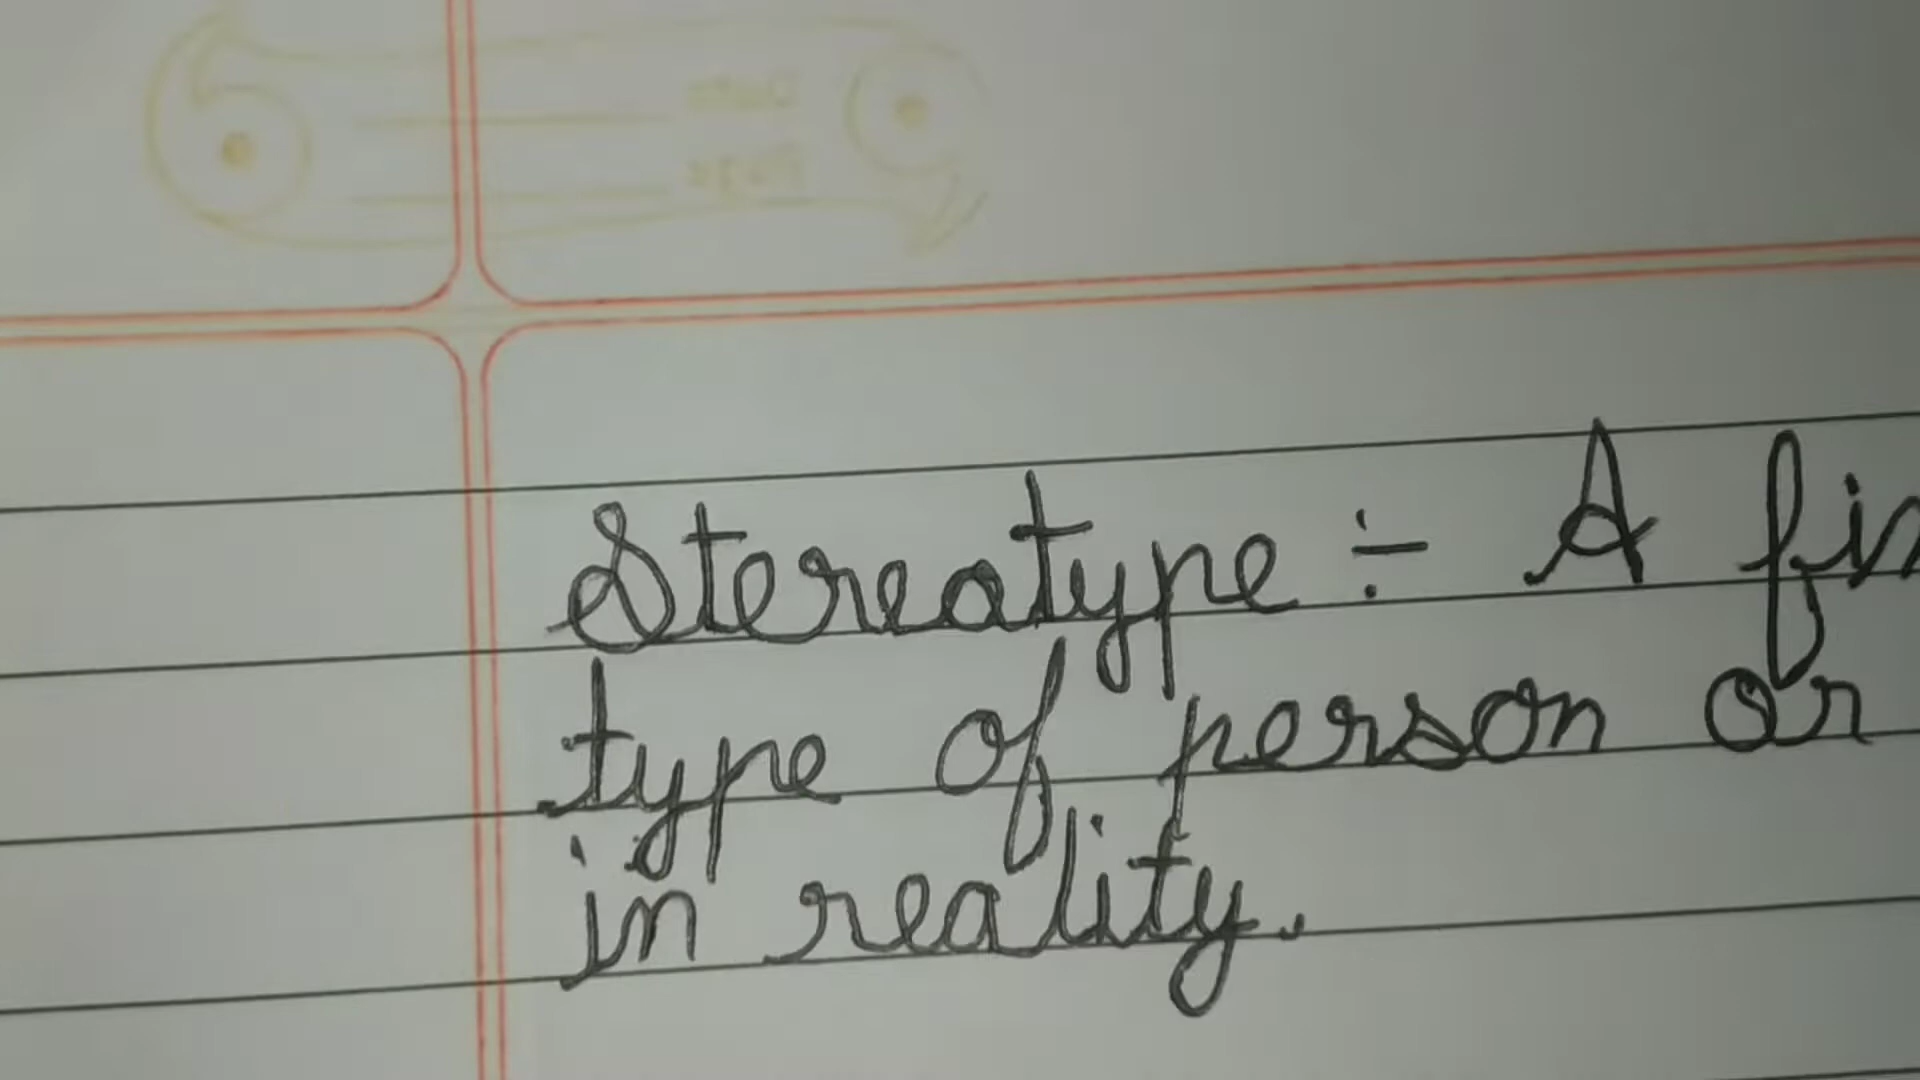 Stereatype :- A
type of person or
in reality.